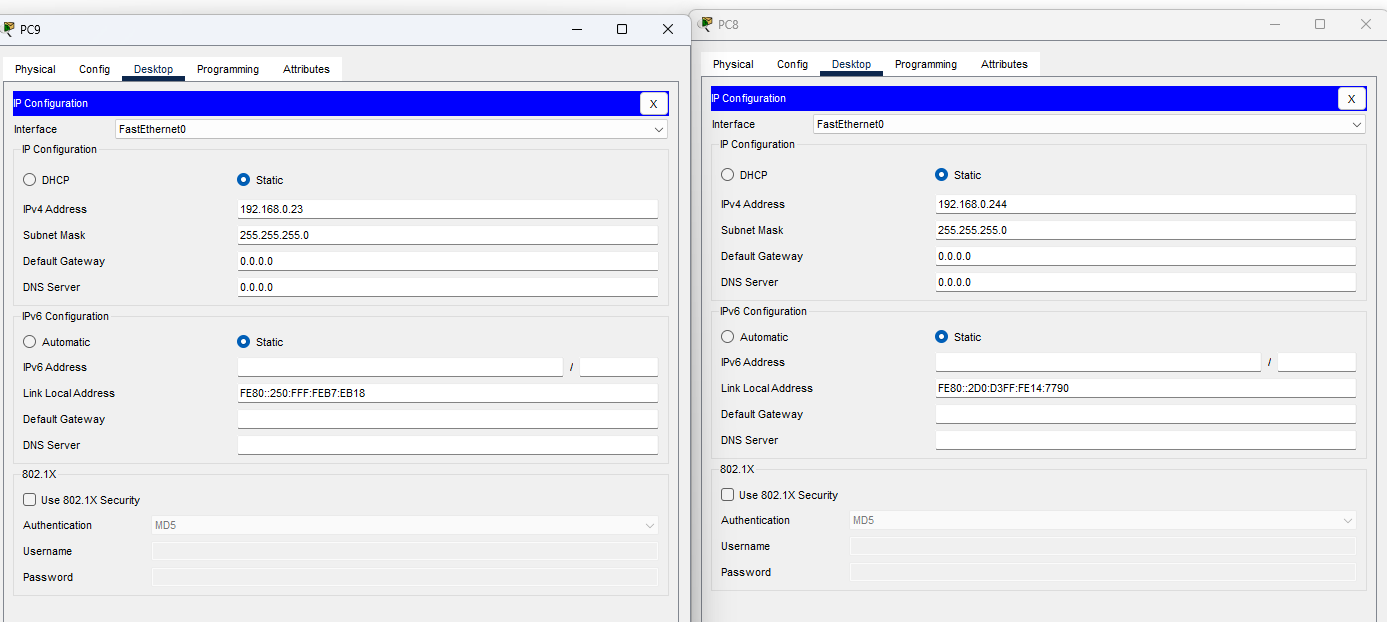 PC9
Physical Config Desktop Programming Attributes
IP Configuration X
Interface FastEthernet0
IP Configuration
DHCP Static
IPv4 Address 192.168.0.23
Subnet Mask 255.255.255.0
Default Gateway 0.0.0.0
DNS Server 0.0.0.0
IPv6 Configuration
Automatic Static
IPv6 Address /
Link Local Address FE80::250:FFF:FEB7:EB18
Default Gateway
DNS Server
802.1X
Use 802.1X Security
Authentication MD5
Username
Password
PC8
Physical Config Desktop Programming Attributes
IP Configuration X
Interface FastEthernet0
IP Configuration
DHCP Static
IPv4 Address 192.168.0.244
Subnet Mask 255.255.255.0
Default Gateway 0.0.0.0
DNS Server 0.0.0.0
IPv6 Configuration
Automatic Static
IPv6 Address /
Link Local Address FE80::2D0:D3FF:FE14:7790
Default Gateway
DNS Server
802.1X
Use 802.1X Security
Authentication MD5
Username
Password